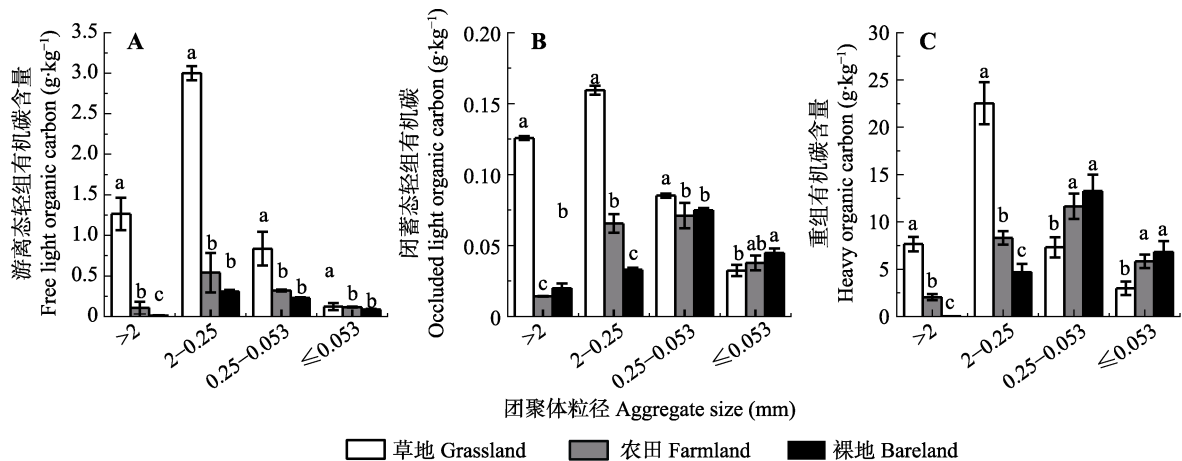 A
游离态轻组有机碳含量
Free light organic carbon (g·kg⁻¹)
3.5
3.0
2.5
2.0
1.5
1.0
0.5
0
a
b
c
a
b
b
a
b
b
a
b
b
>2
2−0.25
0.25−0.053
≤0.053
B
闭蓄态轻组有机碳
Occluded light organic carbon (g·kg⁻¹)
0.20
0.15
0.10
0.05
0
a
c
b
a
b
c
a
b
b
b
ab
a
>2
2−0.25
0.25−0.053
≤0.053
C
重组有机碳含量
Heavy organic carbon (g·kg⁻¹)
30
25
20
15
10
5
0
a
b
c
a
b
c
b
a
a
b
a
a
>2
2−0.25
0.25−0.053
≤0.053
团聚体粒径 Aggregate size (mm)
草地 Grassland
农田 Farmland
裸地 Bareland